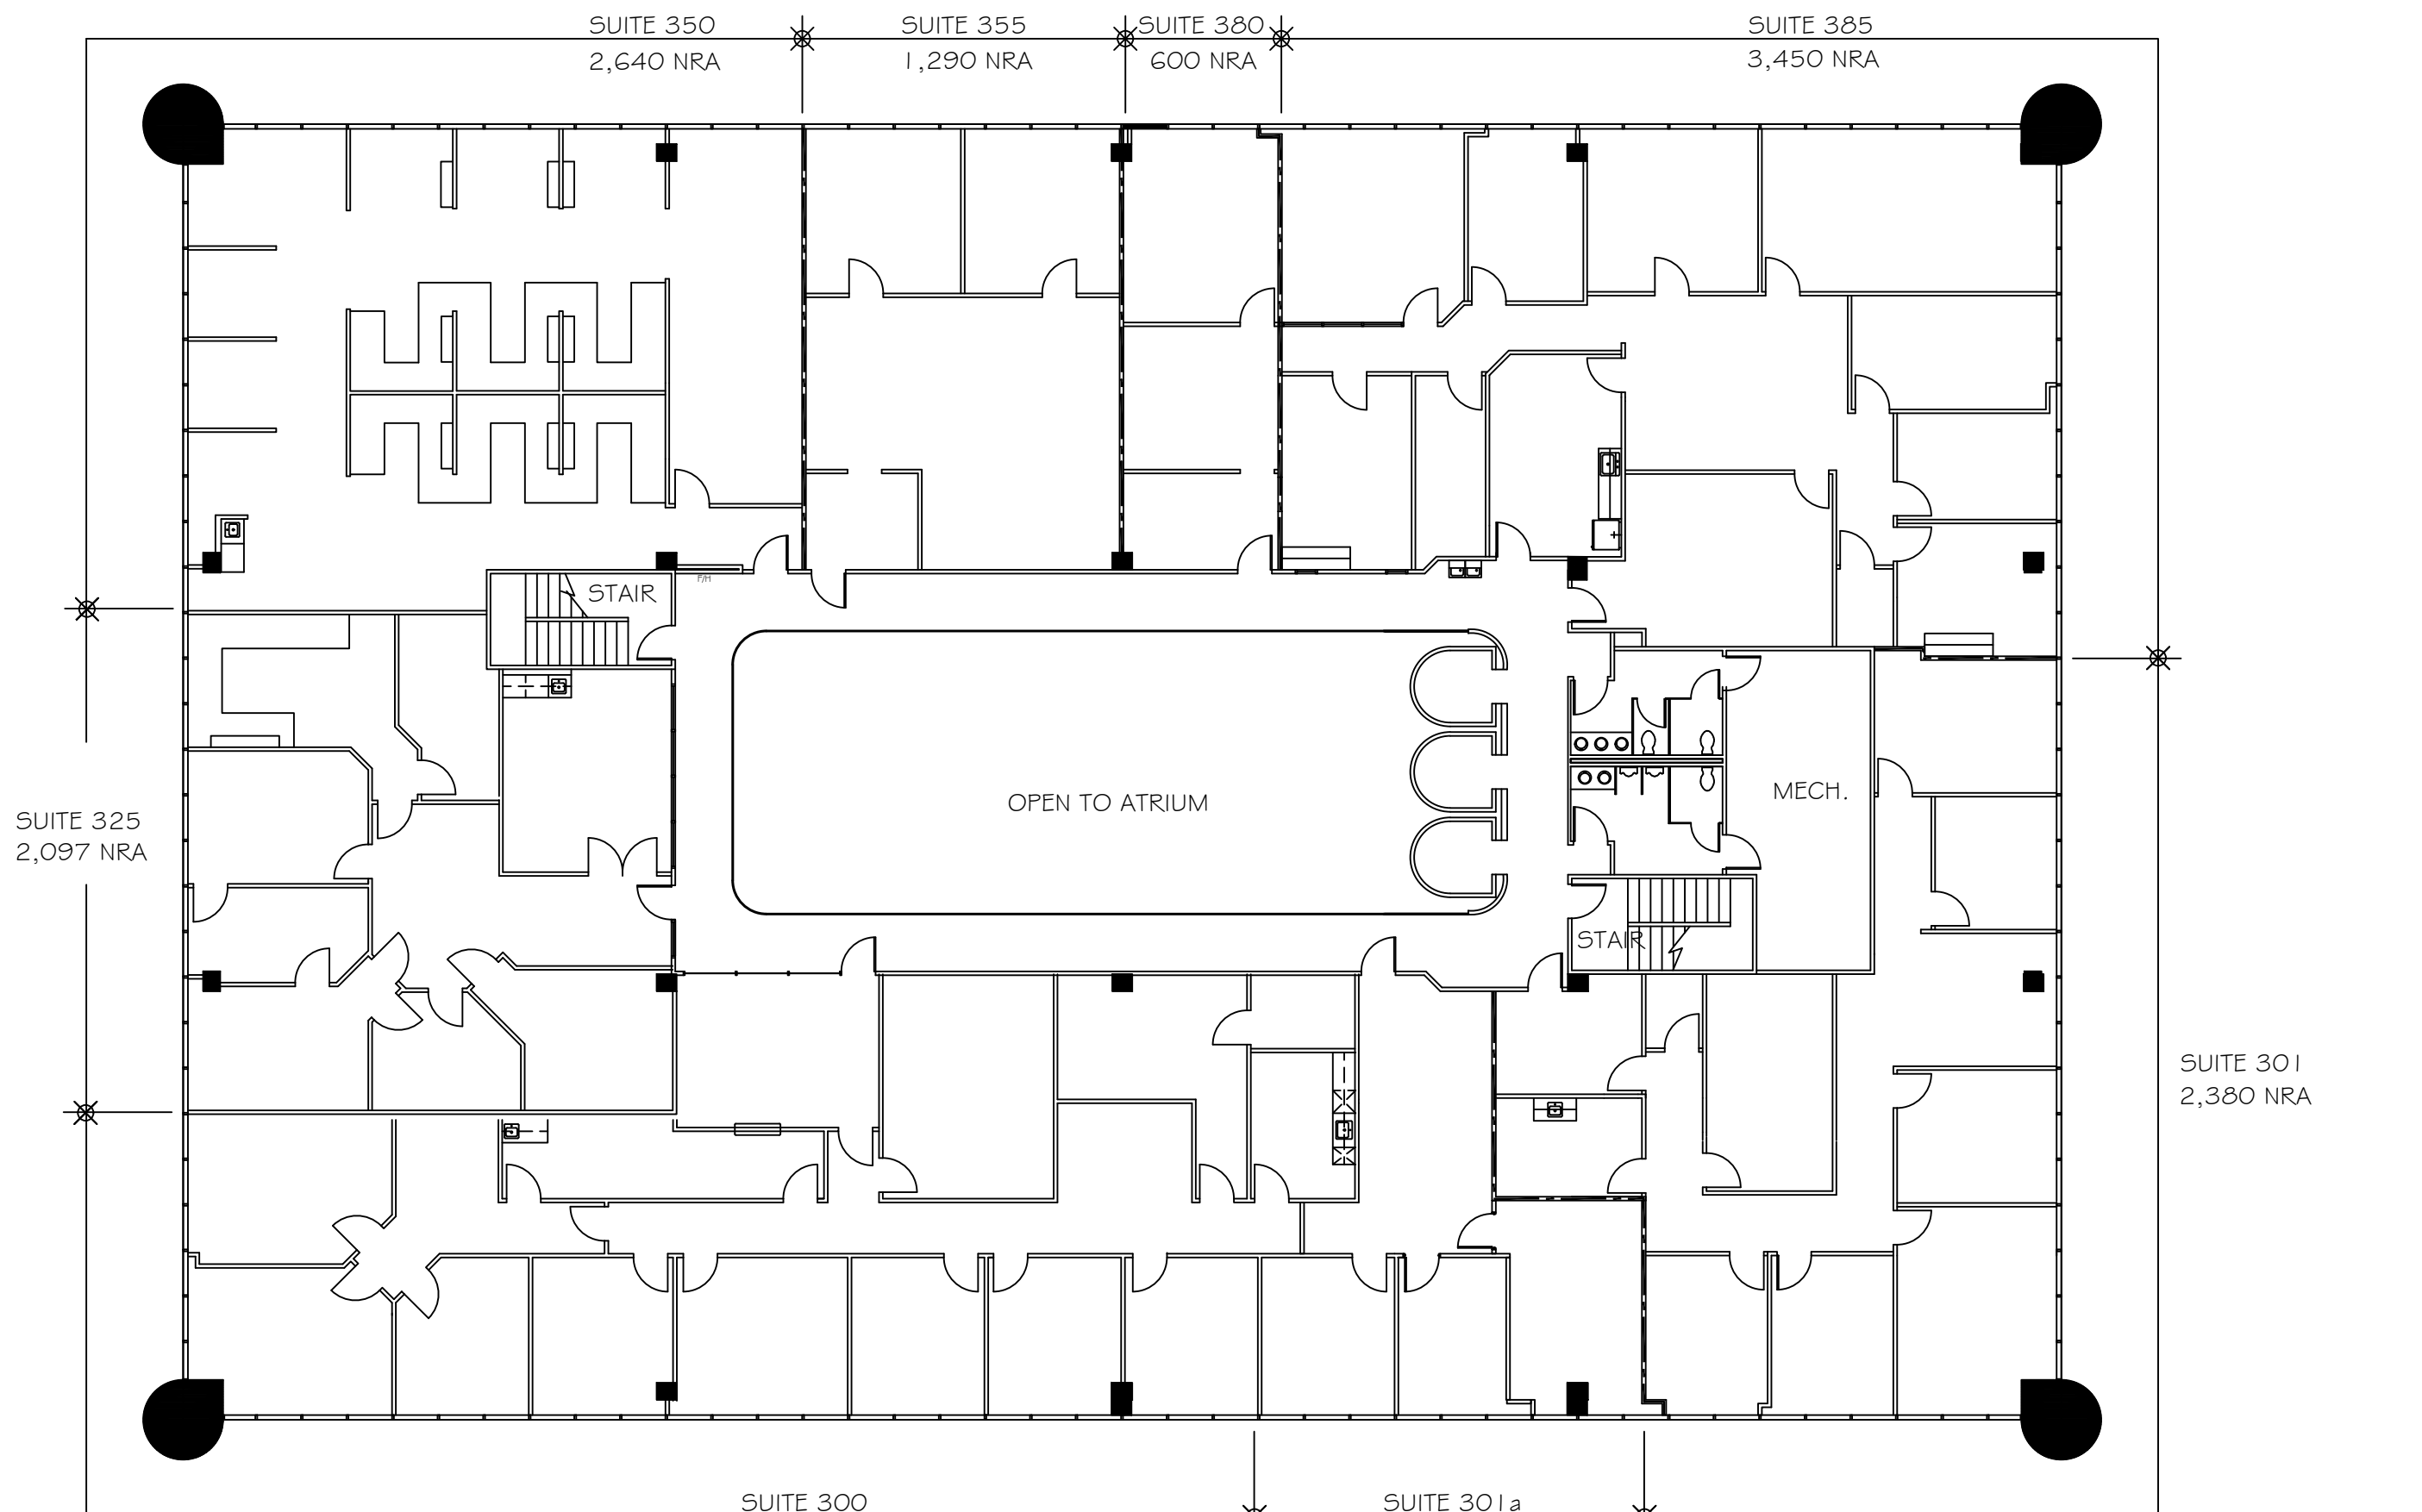 SUITE 350
2,640 NRA
SUITE 355
1,290 NRA
SUITE 380
600 NRA
SUITE 385
3,450 NRA
F/H
STAIR
OPEN TO ATRIUM
MECH.
SUITE 325
2,097 NRA
STAIR
SUITE 301
2,380 NRA
SUITE 300
SUITE 301a